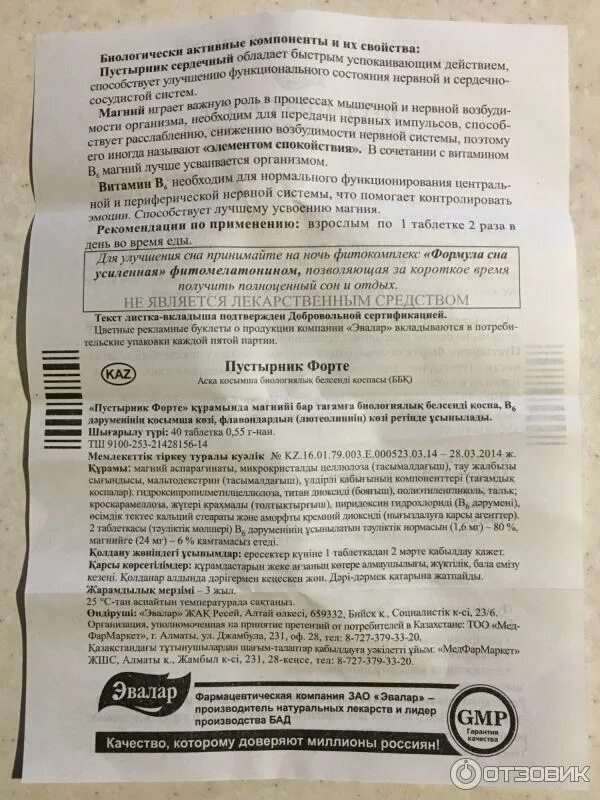 Биологически активные компоненты и их свойства:
Пустырник сердечный обладает быстрым успокаивающим действием,
способствует улучшению функционального состояния нервной и сердечно-
сосудистой систем.
Магний играет важную роль в процессах мышечной и нервной возбуди-
мости организма, необходим для передачи нервных импульсов, способ-
ствует расслаблению, снижению возбудимости нервной системы, поэтому
его иногда называют «элементом спокойствия». В сочетании с витамином
В₆ магний лучше усваивается организмом.
Витамин В₆ необходим для нормального функционирования централь-
ной и периферической нервной системы, что помогает контролировать
эмоции. Способствует лучшему усвоению магния.
Рекомендации по применению: взрослым по 1 таблетке 2 раза в
день во время еды.
Для улучшения сна принимайте на ночь фитокомплекс «Формула сна
усиленная» фитомелатонином, позволяющая за короткое время
получить полноценный сон и отдых.
НЕ ЯВЛЯЕТСЯ ЛЕКАРСТВЕННЫМ СРЕДСТВОМ
Текст листка-вкладыша подтвержден Добровольной сертификацией.
Цветные рекламные буклеты о продукции компании «Эвалар» вкладываются в потреби-
тельские упаковки каждой пятой партии.
KAZ
Пустырник Форте
Асқа қосымша биологиялық белсенді қоспасы (ББҚ)
«Пустырник Форте» құрамында магнийі бар тағамға биологиялық белсенді қоспа, В₆
дәруменінің қосымша көзі, флавондардың (лютеолиннің) көзі ретінде ұсынылады.
Шығарылу түрі: 40 таблетка 0,55 г-нан.
ТШ 9100-253-21428156-14
Мемлекеттік тіркеу туралы куәлік № KZ.16.01.79.003.E.000523.03.14 – 28.03.2014 ж.
Құрамы: магний аспарагинаты, микрокристалды целлюлоза (тасымалдағыш), тау жалбызы
сығындысы, мальтодекстрин (тасымалдағыш), үлдірлі қабығының компоненттері (тағамдық
қоспалар): гидроксипропилметилцеллюлоза, титан диоксиді (бояғыш), полиэтиленгликоль, тальк;
кроскарамеллоза, жүгері крахмалы (толтықтырғыш), пиридоксин гидрохлориді (В₆ дәрумені),
өсімдік тектес кальций стеараты және аморфты кремний диоксиді (нығыздалуға қарсы агенттер).
2 таблеткасы (тәуліктік мөлшері) В₆ дәруменінің ұсынылатын тәуліктік нормасын (1,6 мг) – 80 %,
магнийге (24 мг) – 6 % қамтамасыз етеді.
Қолдану жөніндегі ұсынымдар: ересектер күніне 1 таблеткадан 2 мәрте қабылдау қажет.
Қарсы көрсетілімдер: құрамдастарын жеке ағзаның көтере алмаушылығы, жүктілік, бала емізу
кезеңі. Қолданар алдында дәрігермен кеңескен жөн. Дәрі-дәрмек қатарына жатпайды.
Жарамдылық мерзімі – 3 жыл.
25 °С-тан аспайтын температурада сақтаңыз.
Өндіруші: «Эвалар» ЖАҚ Ресей, Алтай өлкесі, 659332, Бийск қ., Социалистік к-сі, 23/6.
Организация, уполномоченная на принятие претензий от потребителей в Казахстане: ТОО «Мед-
ФарМаркет», г. Алматы, ул. Джамбула, 231, оф. 28, тел: 8-727-379-33-20.
Қазақстандағы тұтынушылардан шағым-талаптар қабылдауға уәкілетті ұйым: «МедФарМаркет»
ЖШС, Алматы қ., Жамбыл к-сі, 231, 28-кеңсе, тел: 8-727-379-33-20.
Эвалар
Фармацевтическая компания ЗАО «Эвалар» –
производитель натуральных лекарств и лидер
производства БАД
Качество, которому доверяют миллионы россиян!
GMP
Гарантия
качества
ОТЗОВИК